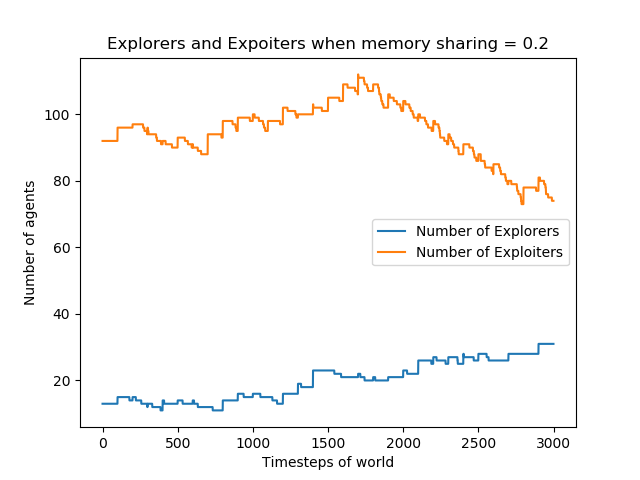 Explorers and Expoiters when memory sharing = 0.2
Number of agents
100
80
60
40
20
Number of Explorers
Number of Exploiters
0
500
1000
1500
2000
2500
3000
Timesteps of world